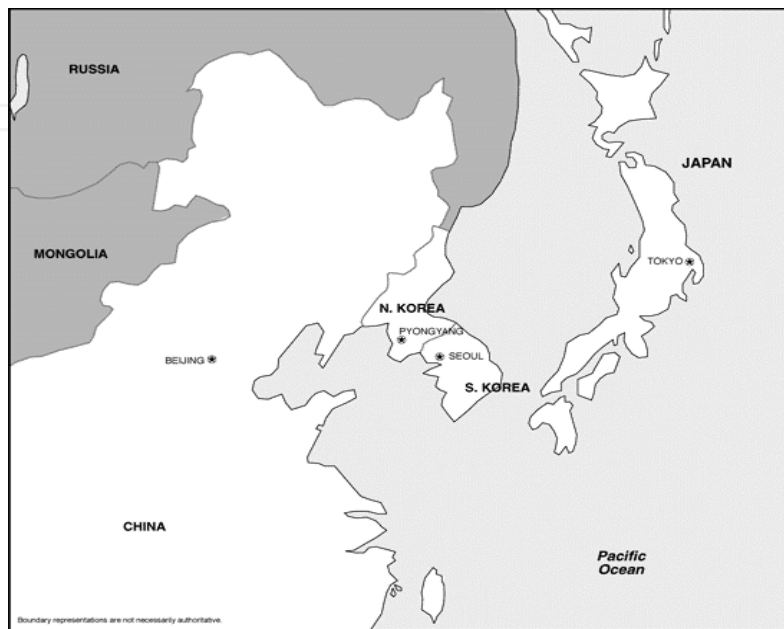 RUSSIA
JAPAN
MONGOLIA
TOKYO
N. KOREA
PYONGYANG
BEIJING
SEOUL
S. KOREA
CHINA
Pacific
Ocean
Boundary representations are not necessarily authoritative.